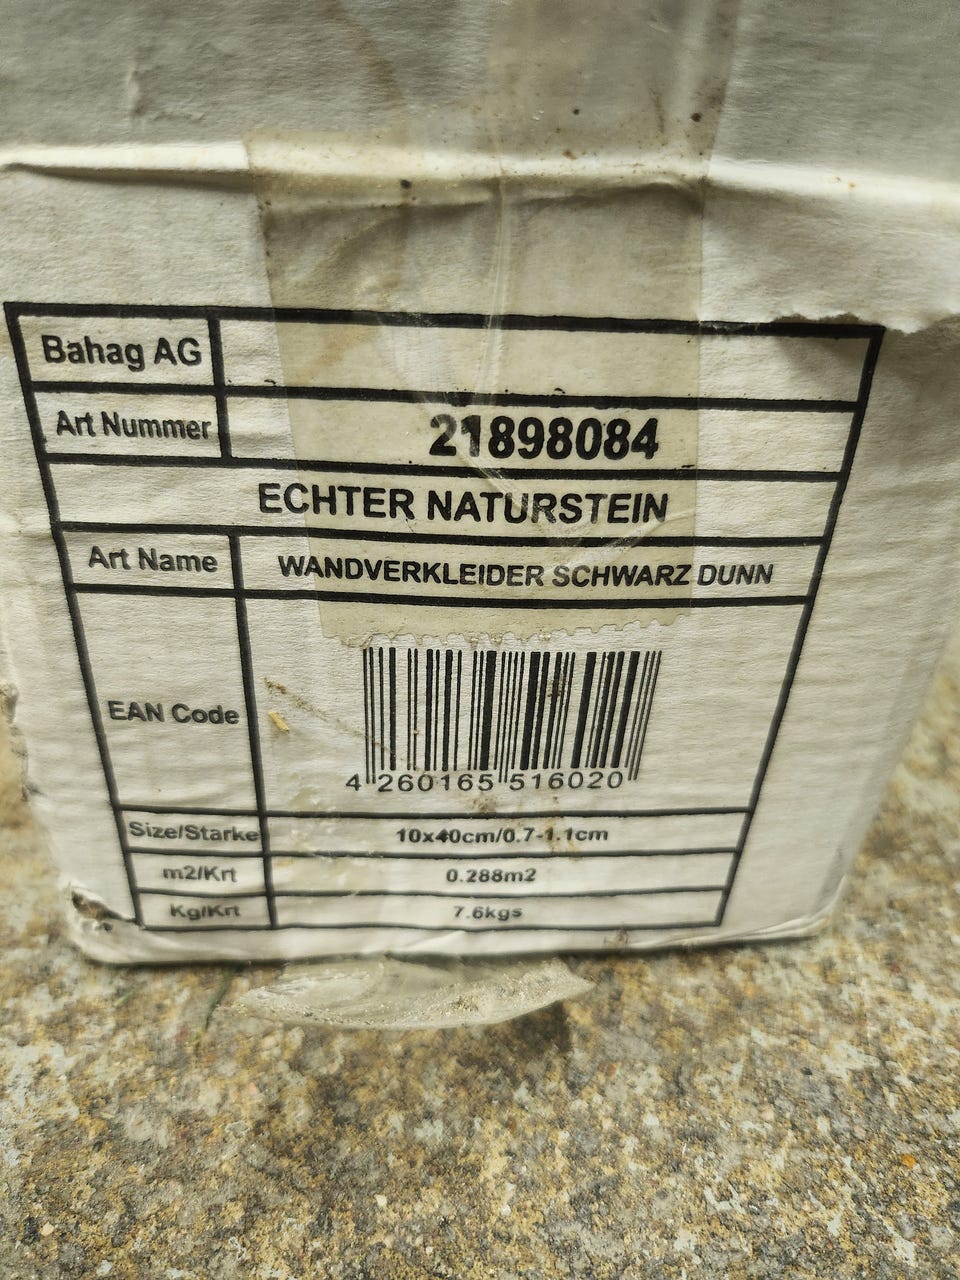 Bahag AG
Art Nummer 21898084
ECHTER NATURSTEIN
Art Name WANDVERKLEIDER SCHWARZ DUNN
EAN Code
4 260165 516020
Size/Starke 10x40cm/0.7-1.1cm
m2/Krt 0.288m2
Kg/Krt 7.6kgs